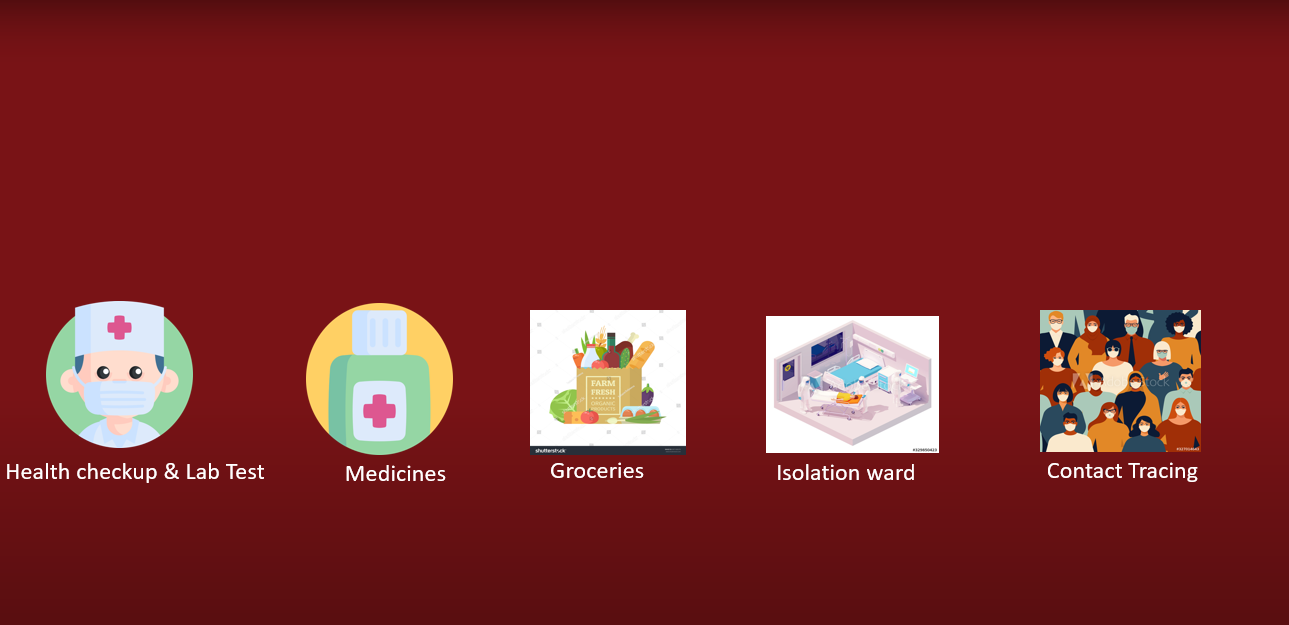 FARM
FRESH
ORGANIC
PRODUCTS
shutterstock
Health checkup & Lab Test
Medicines
Groceries
Isolation ward
Contact Tracing